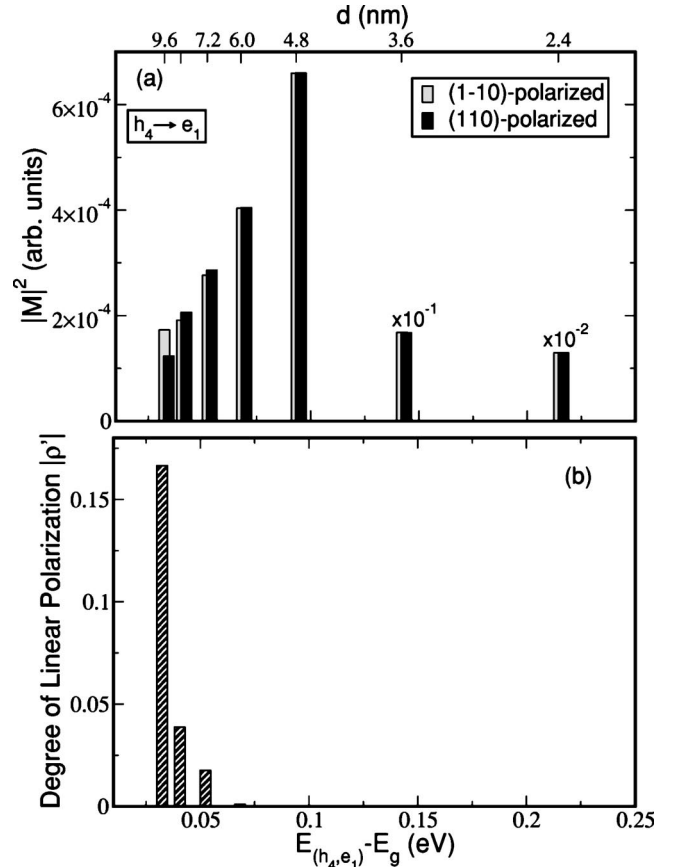 d (nm)
9.6 7.2 6.0 4.8 3.6 2.4
(a)
(1-10)-polarized
(110)-polarized
h₄→ e₁
6×10⁻⁴
4×10⁻⁴
2×10⁻⁴
0
|M|² (arb. units)
x10⁻¹
x10⁻²
(b)
0.15
0.1
0.05
0
Degree of Linear Polarization |ρ'|
0.05 0.1 0.15 0.2 0.25
E(h₄,e₁)-Eg (eV)